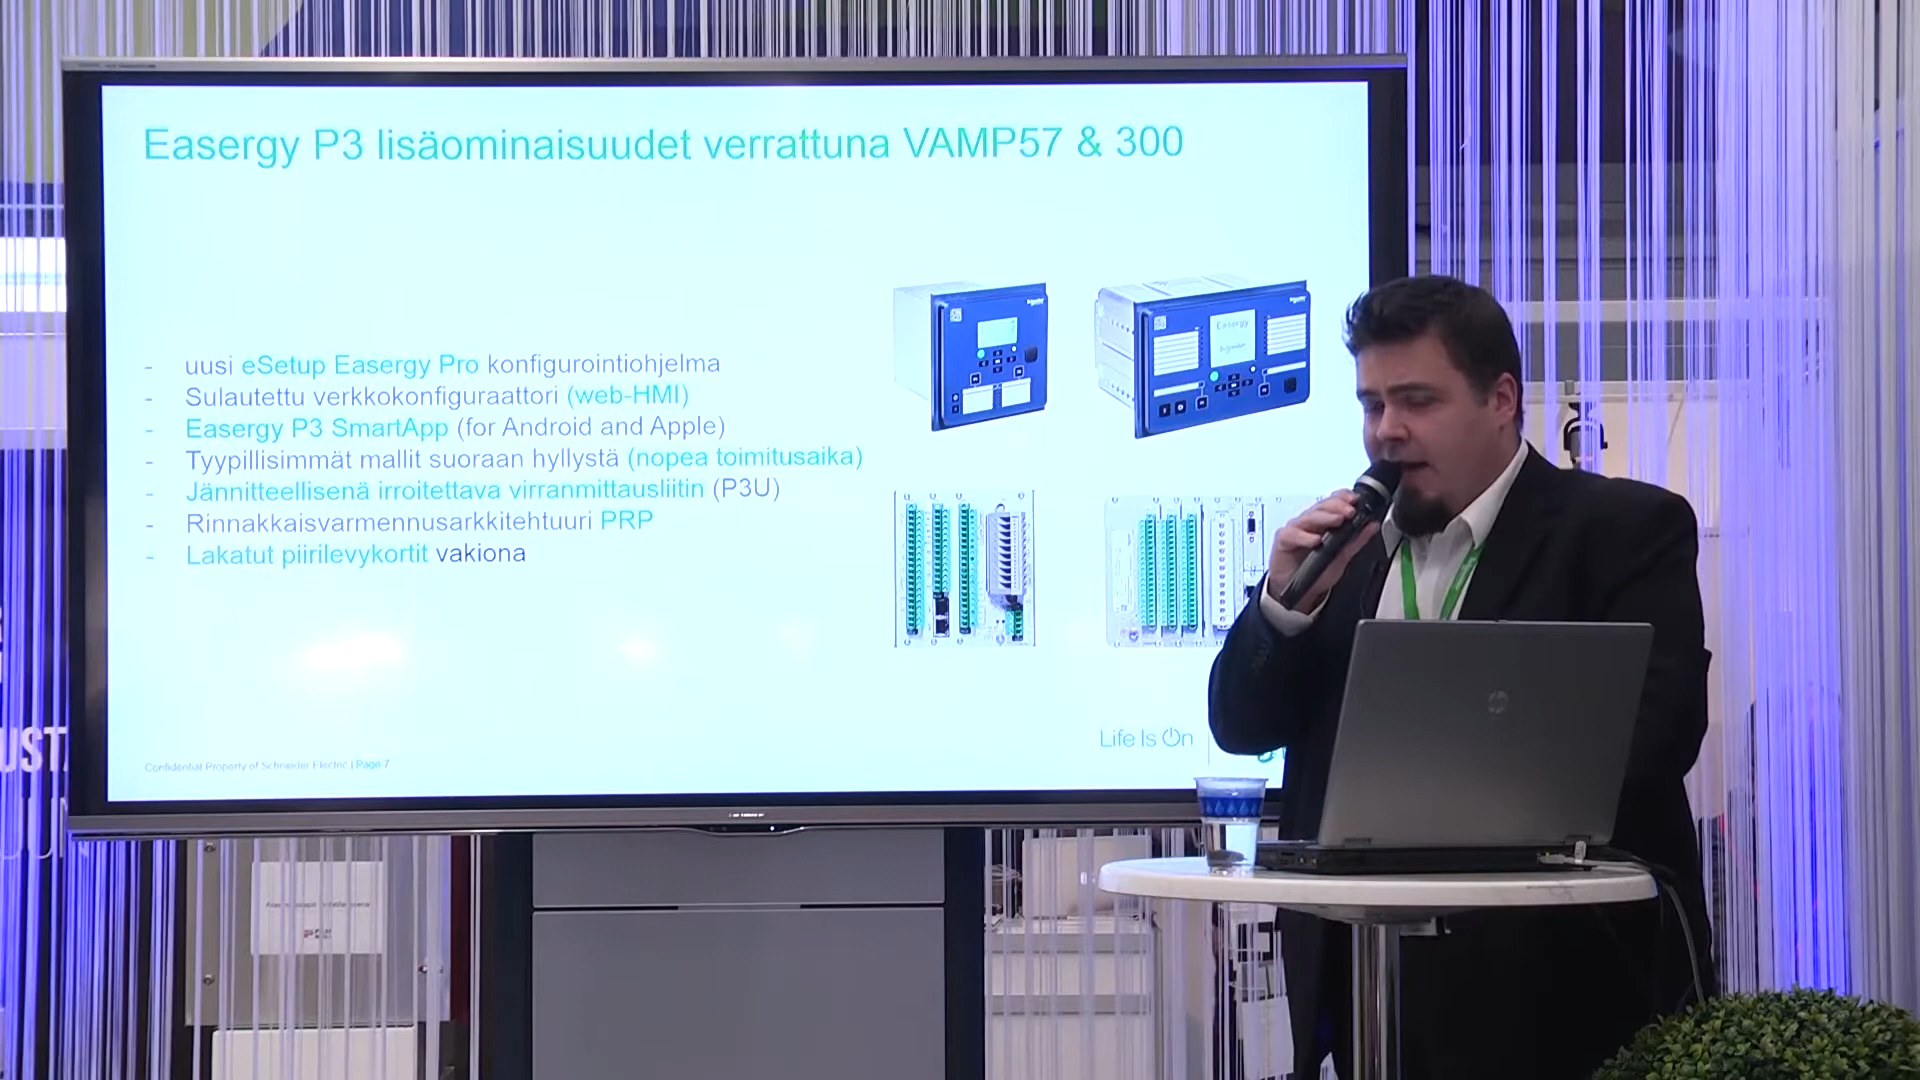 Easergy P3 lisäominaisuudet verrattuna VAMP57 & 300
- uusi eSetup Easergy Pro konfigurointiohjelma
- Sulautettu verkkokonfiguraattori (web-HMI)
- Easergy P3 SmartApp (for Android and Apple)
- Tyypillisimmät mallit suoraan hyllystä (nopea toimitusaika)
- Jännitteellisenä irroitettava virranmittausliitin (P3U)
- Rinnakkaisvarmennusarkkitehtuuri PRP
- Lakatut piirilevykortit vakiona
Easergy
Life Is On
Confidential Property of Schneider Electric | Page 7
UST
hp